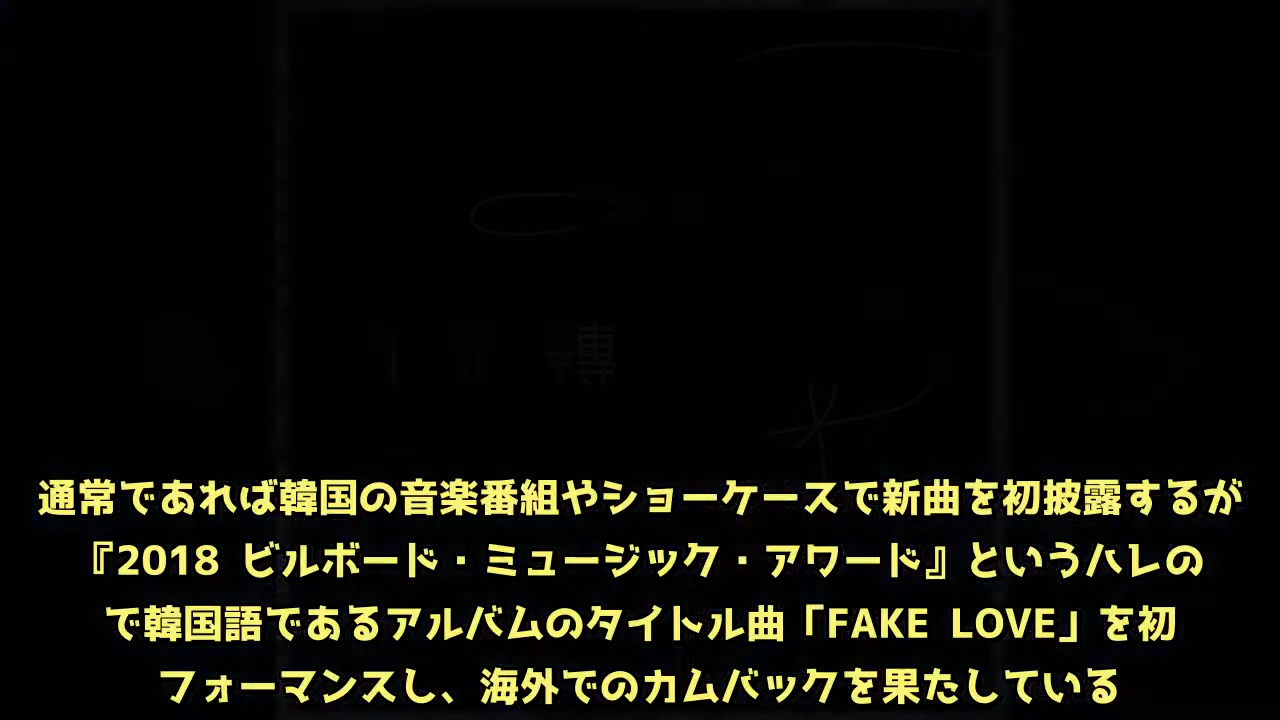 通常であれば韓国の音楽番組やショーケースで新曲を初披露するが
『2018 ビルボード・ミュージック・アワード』というハレの
で韓国語であるアルバムのタイトル曲「FAKE LOVE」を初
フォーマンスし、海外でのカムバックを果たしている